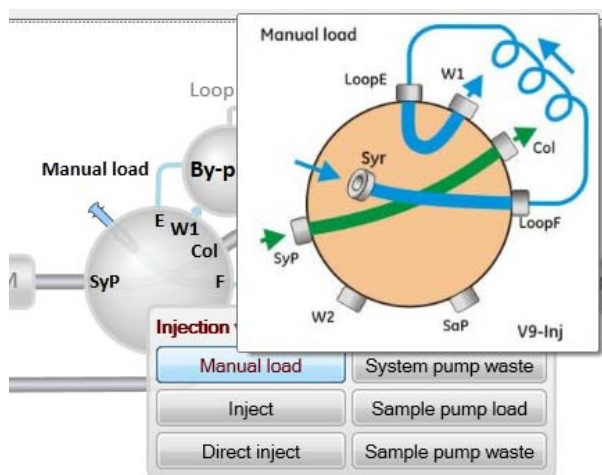 Manual load
LoopE
W1
Col
Syr
LoopF
SyP
W2
SaP
V9-Inj
Loop
Manual load
By-p
E
W1
Col
SyP
F
Injection
Manual load
System pump waste
Inject
Sample pump load
Direct inject
Sample pump waste